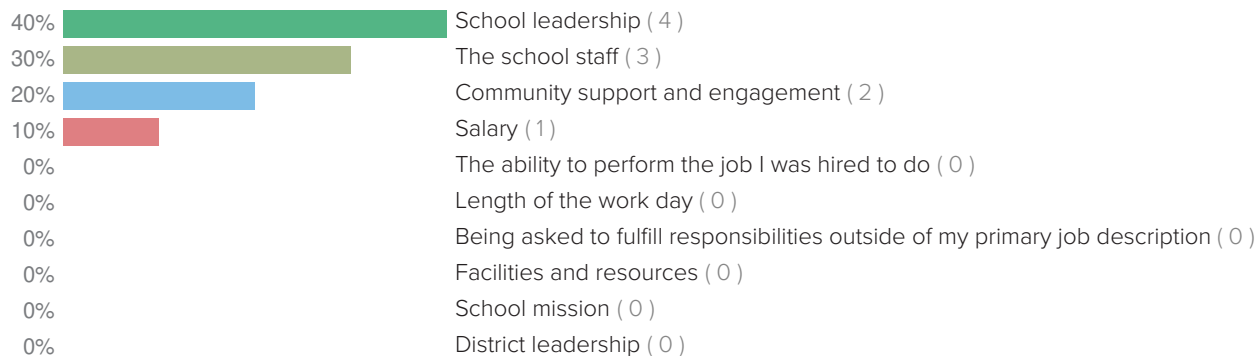 40% School leadership ( 4 )
30% The school staff ( 3 )
20% Community support and engagement ( 2 )
10% Salary ( 1 )
0% The ability to perform the job I was hired to do ( 0 )
0% Length of the work day ( 0 )
0% Being asked to fulfill responsibilities outside of my primary job description ( 0 )
0% Facilities and resources ( 0 )
0% School mission ( 0 )
0% District leadership ( 0 )